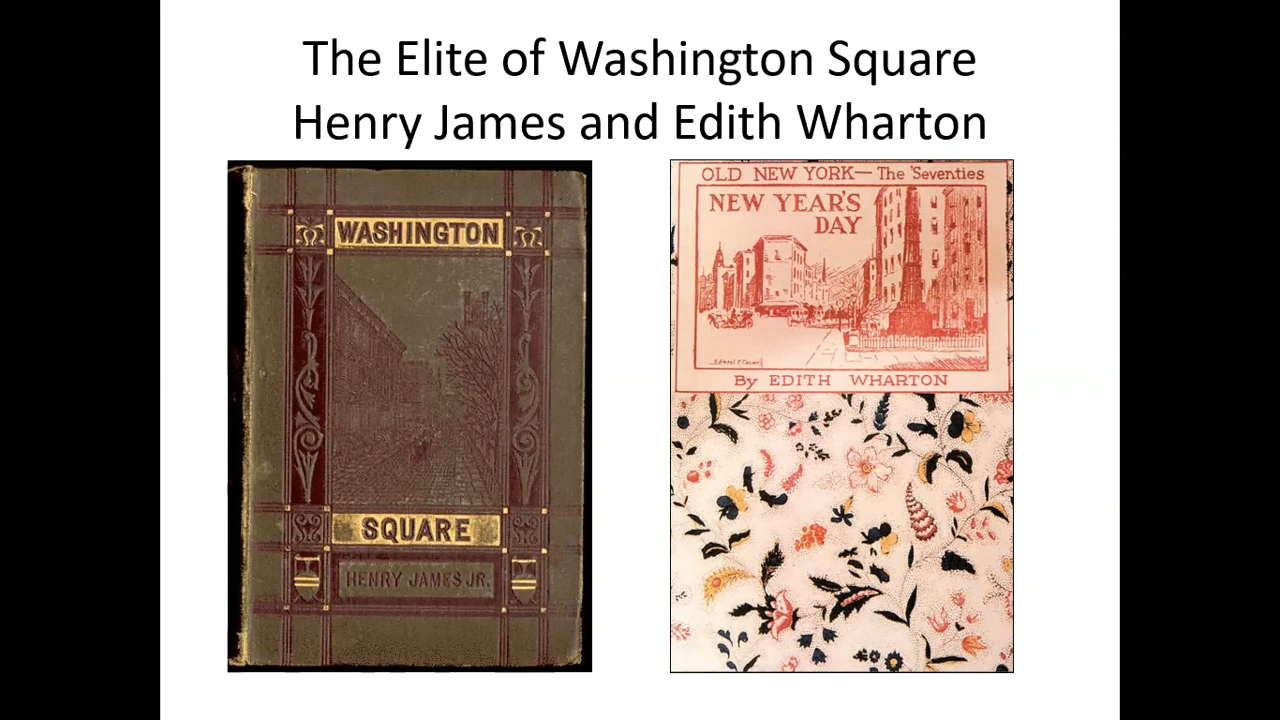 The Elite of Washington Square
Henry James and Edith Wharton
WASHINGTON
SQUARE
HENRY JAMES JR.
OLD NEW YORK — The 'Seventies
NEW YEAR'S
DAY
By EDITH WHARTON